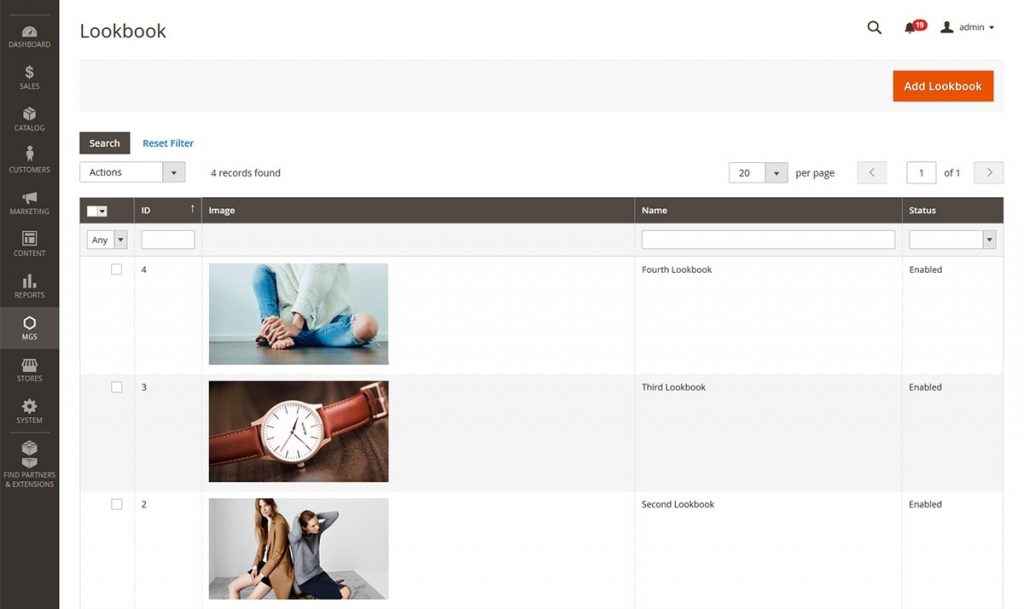 Lookbook
19
admin
DASHBOARD
SALES
CATALOG
CUSTOMERS
MARKETING
CONTENT
REPORTS
MGS
STORES
SYSTEM
FIND PARTNERS
& EXTENSIONS
Add Lookbook
Search Reset Filter
Actions 4 records found 20 per page 1 of 1
ID Image Name Status
Any
4 Fourth Lookbook Enabled
3 Third Lookbook Enabled
2 Second Lookbook Enabled